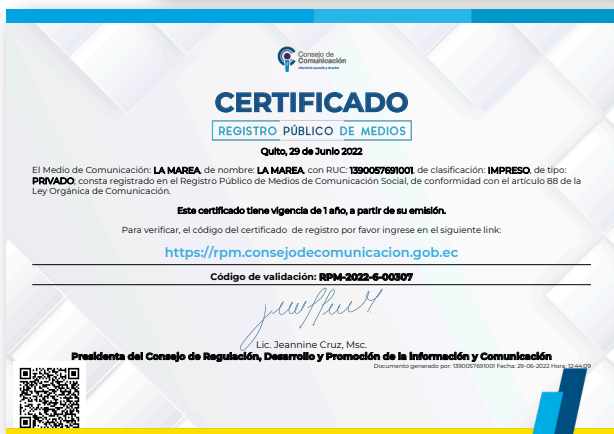 Consejo de
Comunicación
CERTIFICADO
REGISTRO PÚBLICO DE MEDIOS
Quito, 29 de Junio 2022
El Medio de Comunicación: LA MAREA, de nombre: LA MAREA, con RUC: 1390057691001, de clasificación: IMPRESO, de tipo:
PRIVADO, consta registrado en el Registro Público de Medios de Comunicación Social, de conformidad con el artículo 88 de la
Ley Orgánica de Comunicación.
Este certificado tiene vigencia de 1 año, a partir de su emisión.
Para verificar, el código del certificado de registro por favor ingrese en el siguiente link:
https://rpm.consejodecomunicacion.gob.ec
Código de validación: RPM-2022-6-00307
Lic. Jeannine Cruz, Msc.
Presidenta del Consejo de Regulación, Desarrollo y Promoción de la Información y Comunicación
Documento generado por: 1390057691001 Fecha: 29-06-2022 Hora: 12:44:09